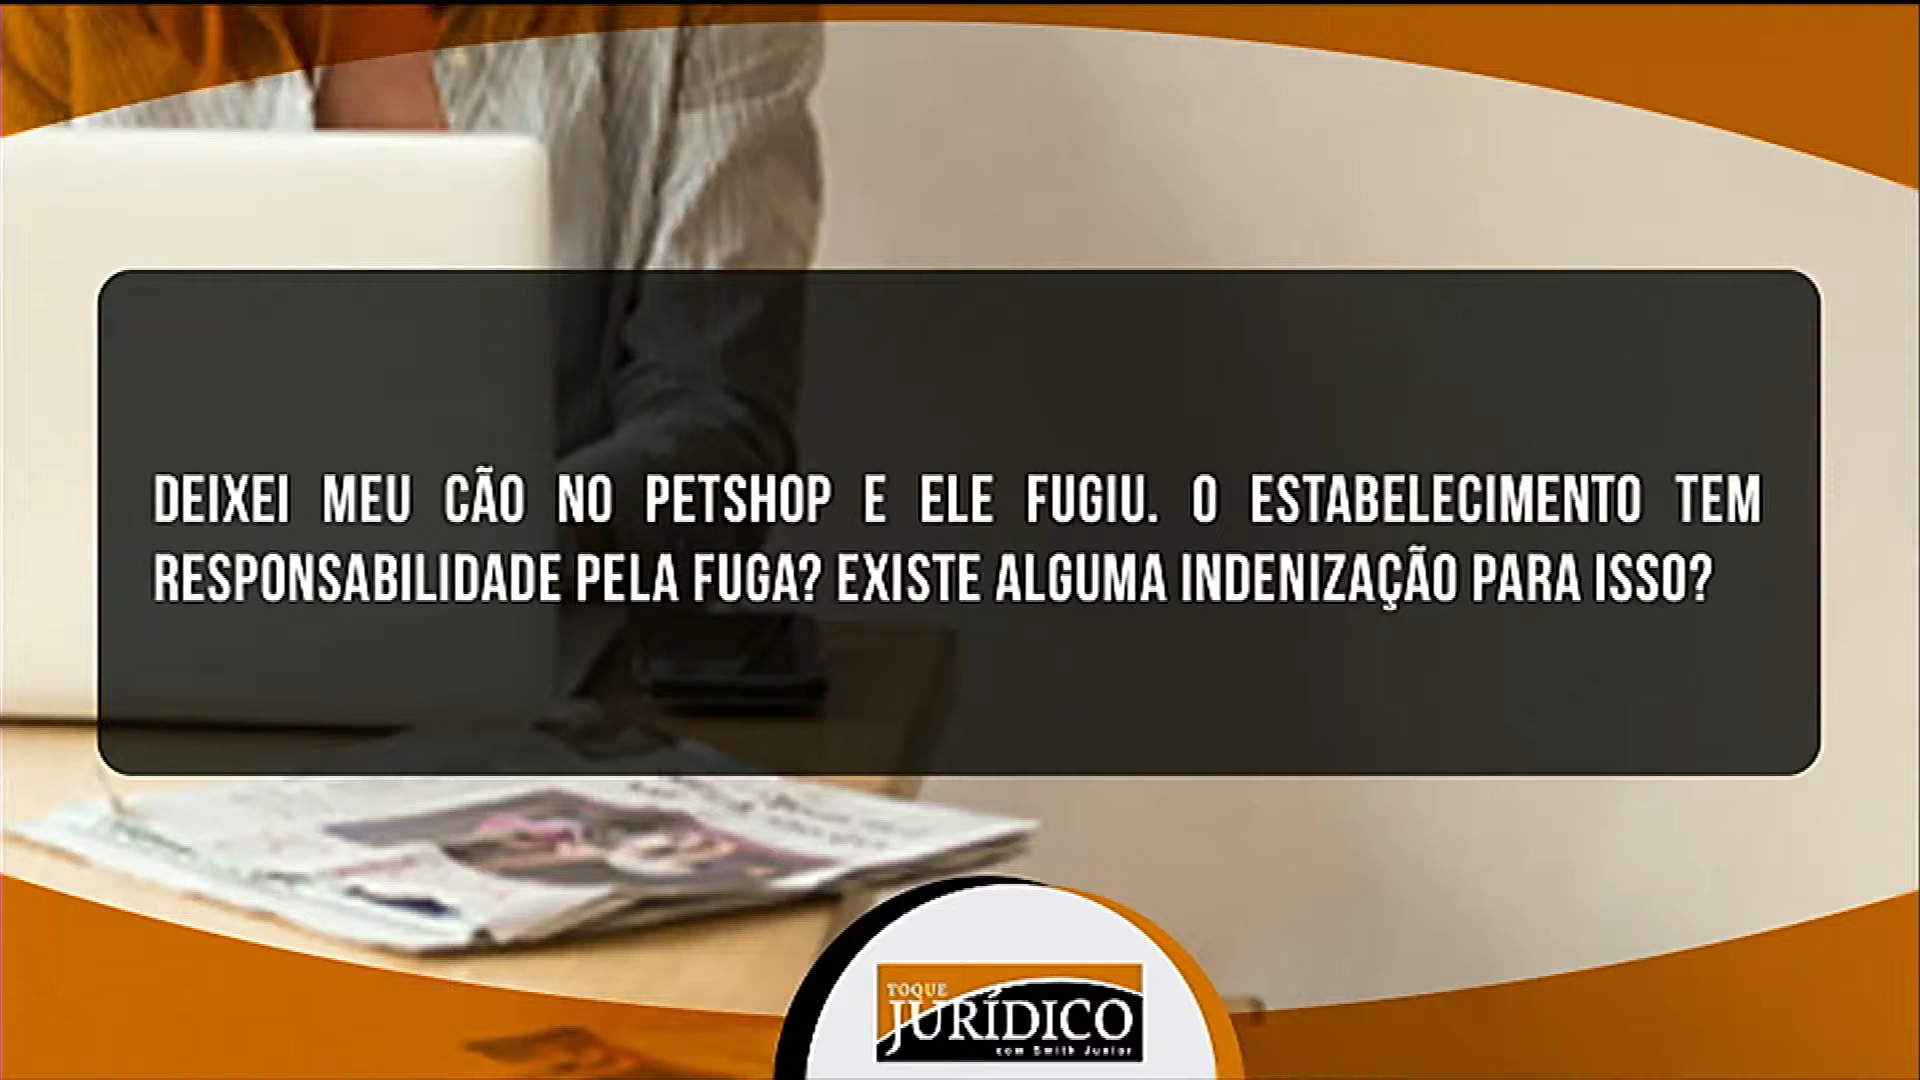 DEIXEI MEU CÃO NO PETSHOP E ELE FUGIU. O ESTABELECIMENTO TEM
RESPONSABILIDADE PELA FUGA? EXISTE ALGUMA INDENIZAÇÃO PARA ISSO?
TOQUE
JURÍDICO
com Smith Junior